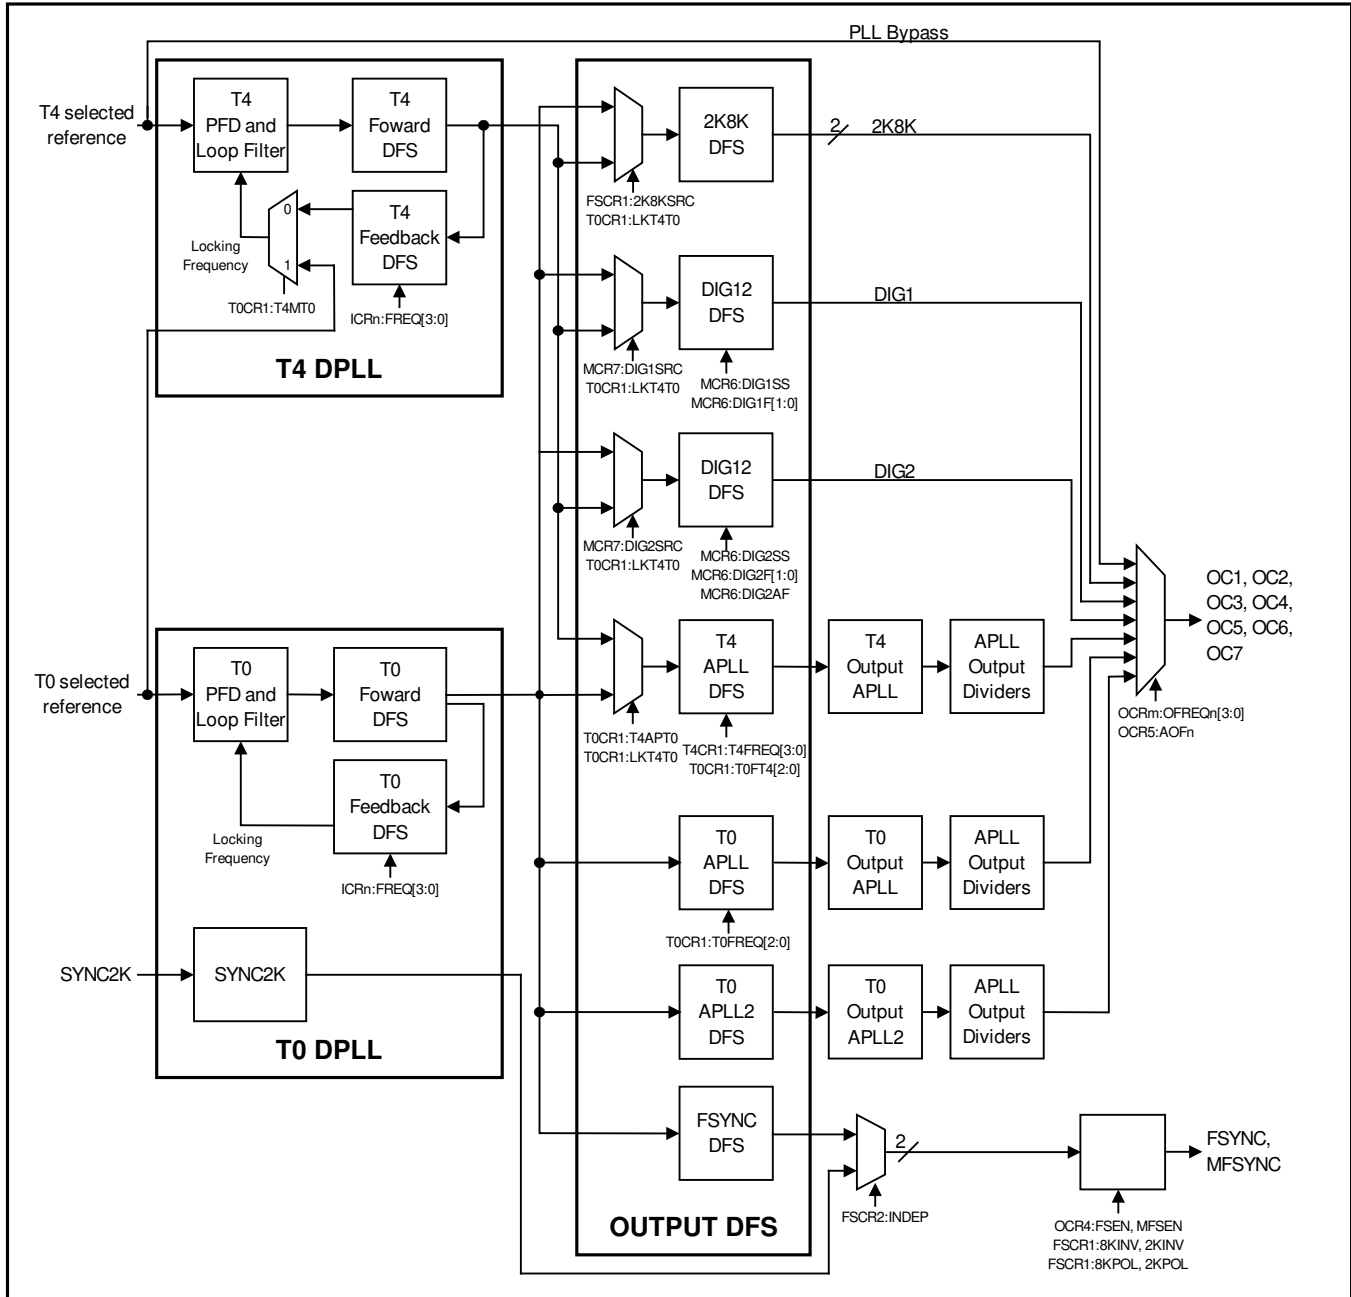 PLL Bypass
T4 selected
reference
T4
PFD and
Loop Filter
T4
Foward
DFS
T4
Feedback
DFS
0
1
Locking
Frequency
T0CR1:T4MT0
ICRn:FREQ[3:0]
T4 DPLL
2K8K
DFS
2
2K8K
FSCR1:2K8KSRC
T0CR1:LKT4T0
DIG12
DFS
DIG1
MCR7:DIG1SRC
T0CR1:LKT4T0
MCR6:DIG1SS
MCR6:DIG1F[1:0]
DIG12
DFS
DIG2
MCR7:DIG2SRC
T0CR1:LKT4T0
MCR6:DIG2SS
MCR6:DIG2F[1:0]
MCR6:DIG2AF
OC1, OC2,
OC3, OC4,
OC5, OC6,
OC7
OCRm:OFREQn[3:0]
OCR5:AOFn
T0 selected
reference
T0
PFD and
Loop Filter
T0
Foward
DFS
T0
Feedback
DFS
Locking
Frequency
ICRn:FREQ[3:0]
SYNC2K
SYNC2K
T0 DPLL
T4
APLL
DFS
T4
Output
APLL
APLL
Output
Dividers
T0CR1:T4APT0
T0CR1:LKT4T0
T4CR1:T4FREQ[3:0]
T0CR1:T0FT4[2:0]
T0
APLL
DFS
T0
Output
APLL
APLL
Output
Dividers
T0CR1:T0FREQ[2:0]
T0
APLL2
DFS
T0
Output
APLL2
APLL
Output
Dividers
FSYNC
DFS
2
FSCR2:INDEP
FSYNC,
MFSYNC
OCR4:FSEN, MFSEN
FSCR1:8KINV, 2KINV
FSCR1:8KPOL, 2KPOL
OUTPUT DFS